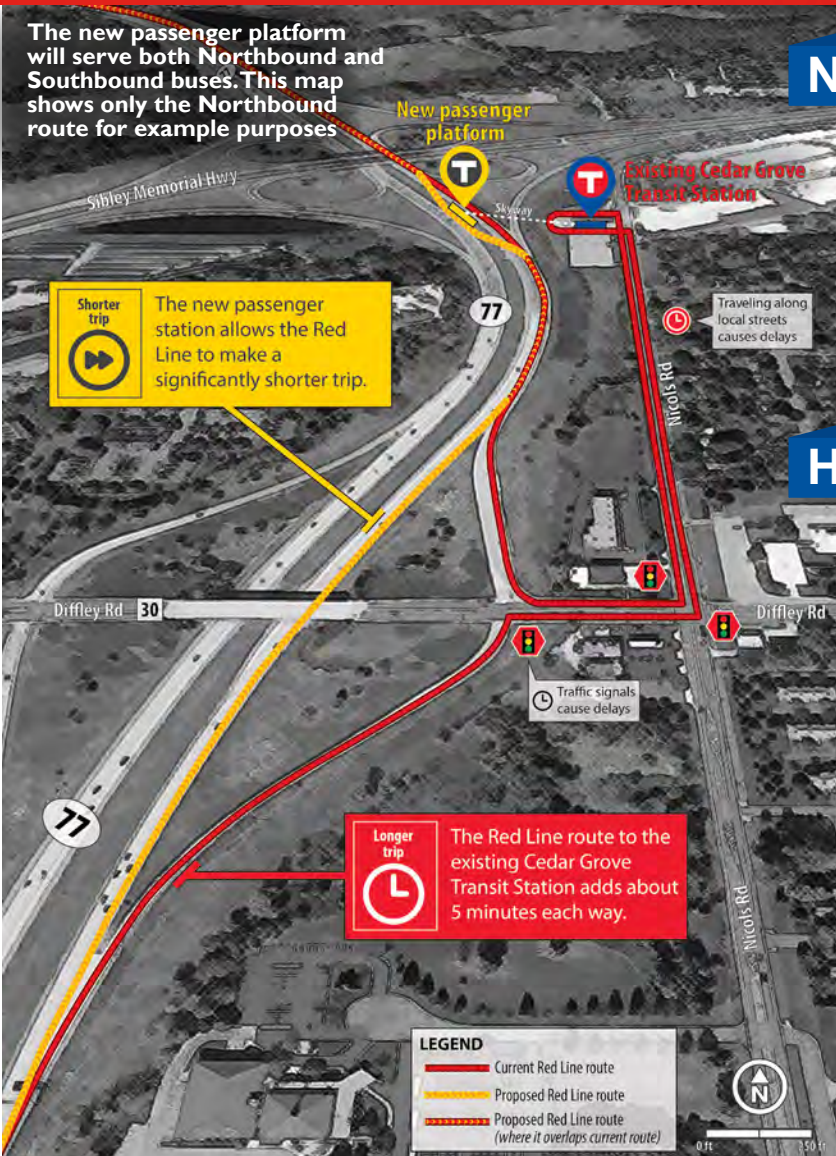 The new passenger platform
will serve both Northbound and
Southbound buses. This map
shows only the Northbound
route for example purposes
N
New passenger
platform
T
T
Existing Cedar Grove
Transit Station
Sibley Memorial Hwy
Skyway
Shorter
trip
The new passenger
station allows the Red
Line to make a
significantly shorter trip.
77
Traveling along
local streets
causes delays
Nicols Rd
H
Diffley Rd 30
Diffley Rd
Traffic signals
cause delays
77
Longer
trip
The Red Line route to the
existing Cedar Grove
Transit Station adds about
5 minutes each way.
Nicols Rd
LEGEND
Current Red Line route
Proposed Red Line route
Proposed Red Line route
(where it overlaps current route)
N
0 ft
250 ft